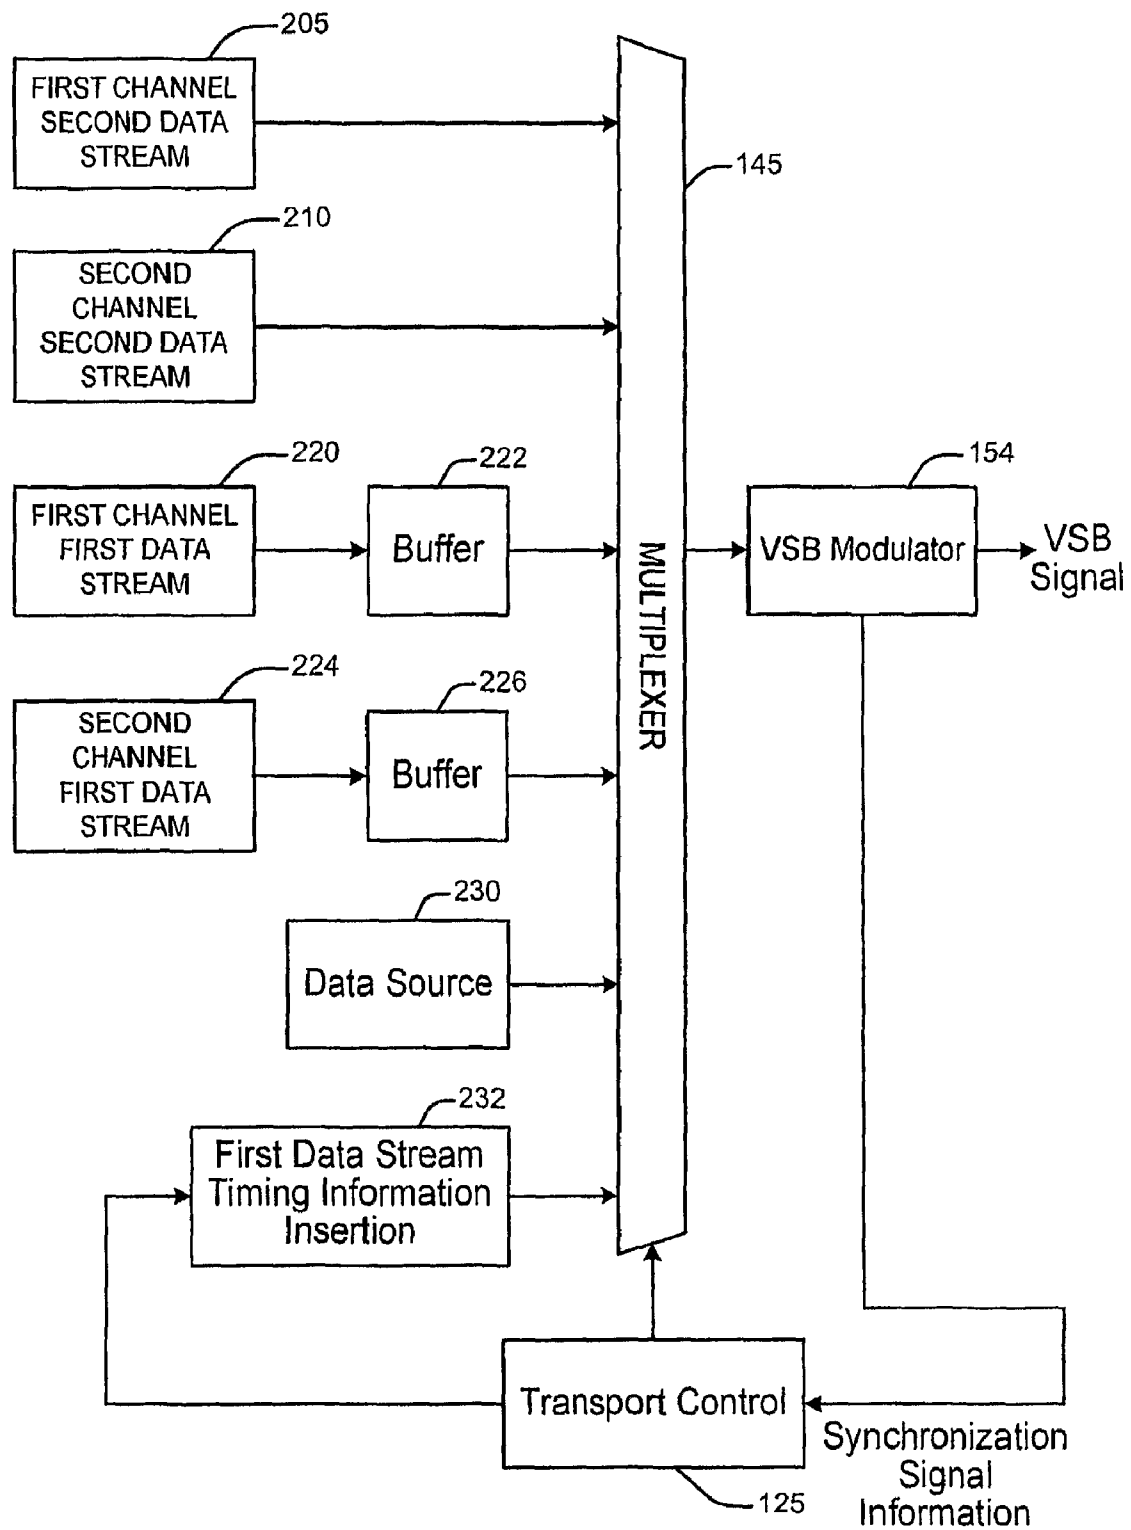 205
FIRST CHANNEL
SECOND DATA
STREAM
145
210
SECOND
CHANNEL
SECOND DATA
STREAM
220
FIRST CHANNEL
FIRST DATA
STREAM
222
Buffer
154
VSB Modulator
VSB
Signal
MULTIPLEXER
224
SECOND
CHANNEL
FIRST DATA
STREAM
226
Buffer
230
Data Source
232
First Data Stream
Timing Information
Insertion
Transport Control
125
Synchronization
Signal
Information